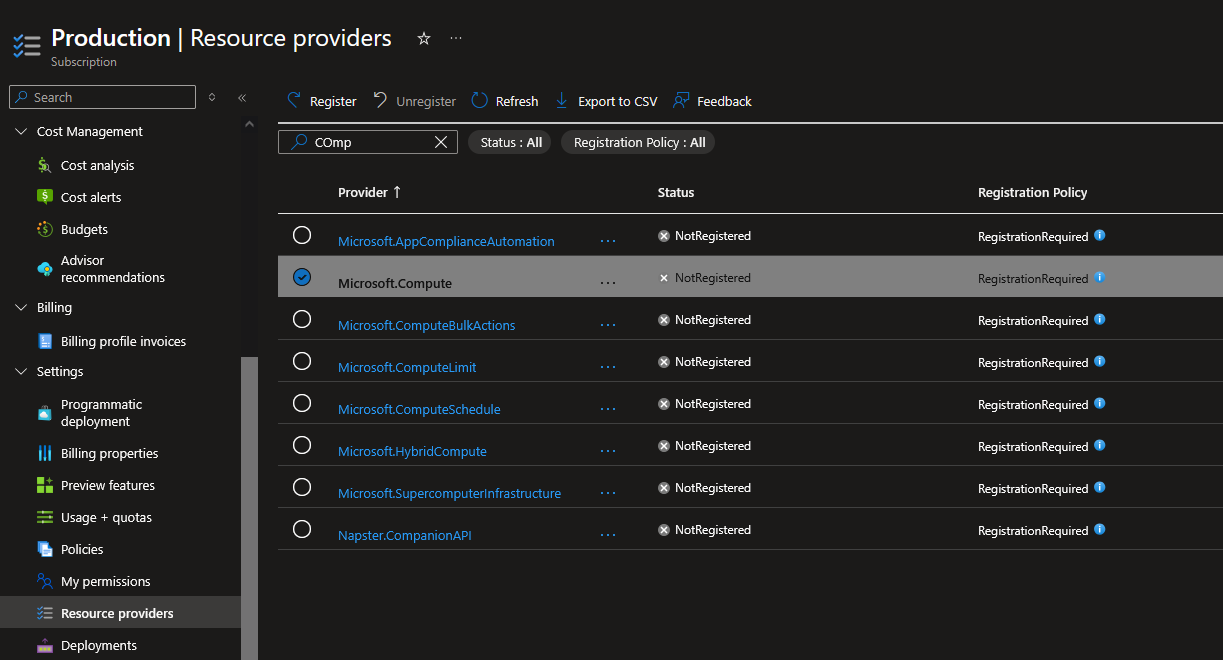 Production | Resource providers
Subscription
Search
Cost Management
Cost analysis
Cost alerts
Budgets
Advisor
recommendations
Billing
Billing profile invoices
Settings
Programmatic
deployment
Billing properties
Preview features
Usage + quotas
Policies
My permissions
Resource providers
Deployments
Register Unregister Refresh Export to CSV Feedback
COmp Status : All Registration Policy : All
Provider ↑ Status Registration Policy
Microsoft.AppComplianceAutomation ... NotRegistered RegistrationRequired
Microsoft.Compute ... NotRegistered RegistrationRequired
Microsoft.ComputeBulkActions ... NotRegistered RegistrationRequired
Microsoft.ComputeLimit ... NotRegistered RegistrationRequired
Microsoft.ComputeSchedule ... NotRegistered RegistrationRequired
Microsoft.HybridCompute ... NotRegistered RegistrationRequired
Microsoft.SupercomputerInfrastructure ... NotRegistered RegistrationRequired
Napster.CompanionAPI ... NotRegistered RegistrationRequired